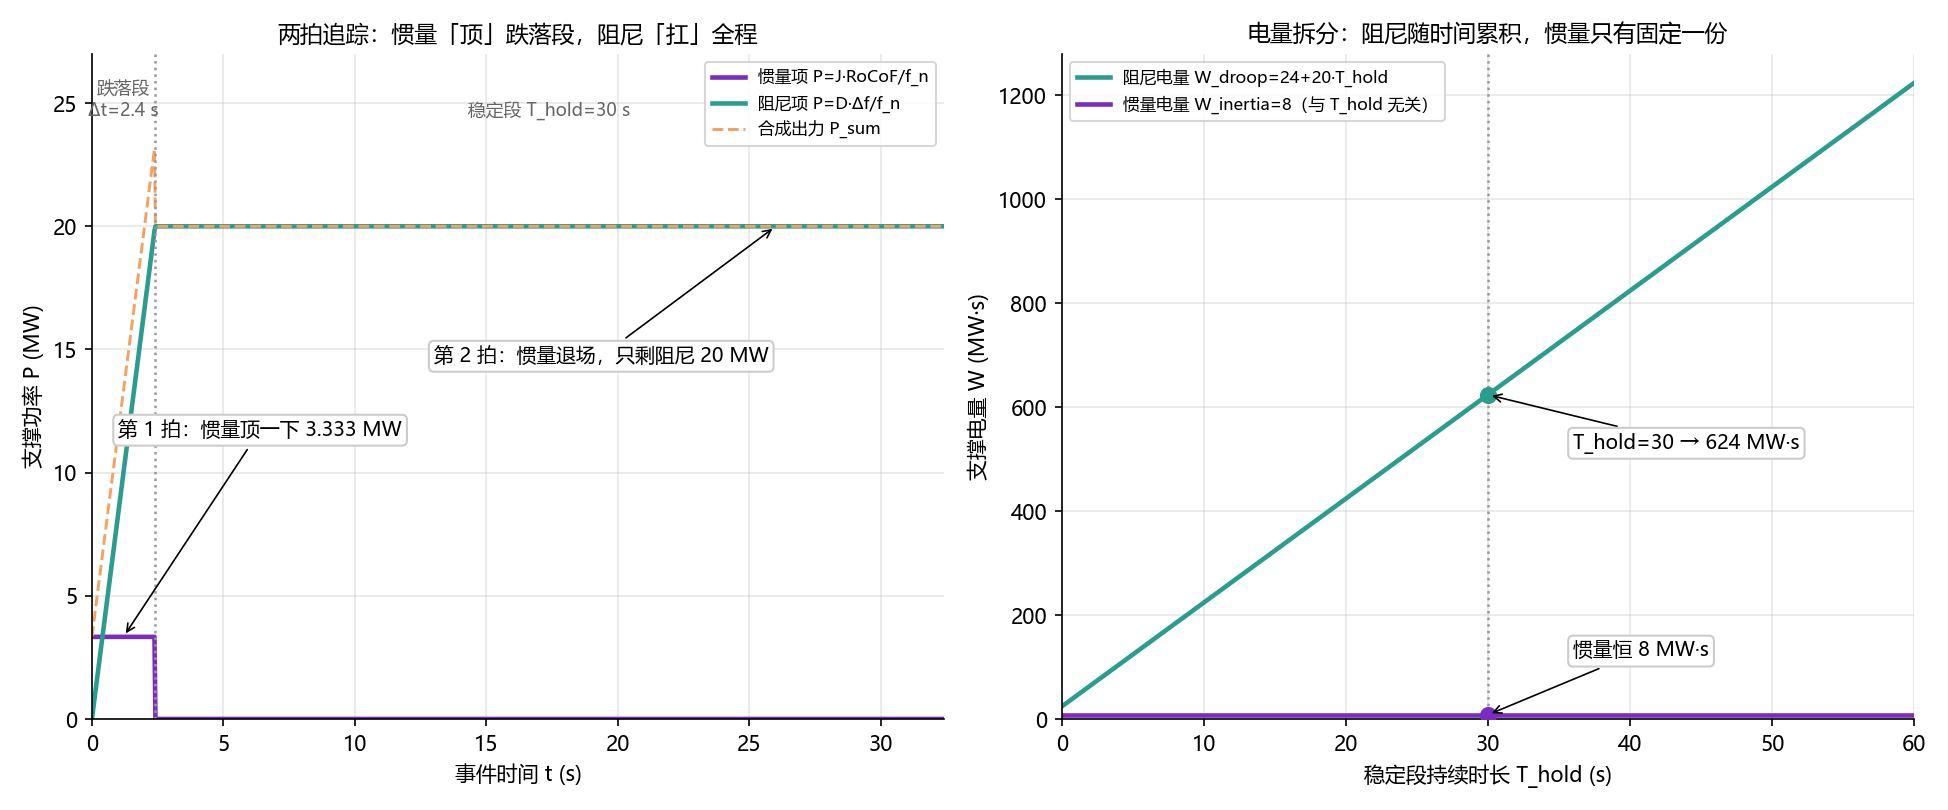 两拍追踪：惯量「顶」跌落段，阻尼「扛」全程
跌落段
Δt=2.4 s
稳定段 T_hold=30 s
惯量项 P=J·RoCoF/f_n
阻尼项 P=D·Δf/f_n
合成出力 P_sum
第 2 拍：惯量退场，只剩阻尼 20 MW
第 1 拍：惯量顶一下 3.333 MW
支撑功率 P (MW)
25
20
15
10
5
0
0 5 10 15 20 25 30
事件时间 t (s)
电量拆分：阻尼随时间累积，惯量只有固定一份
阻尼电量 W_droop=24+20·T_hold
惯量电量 W_inertia=8（与 T_hold 无关）
T_hold=30 → 624 MW·s
惯量恒 8 MW·s
支撑电量 W (MW·s)
1200
1000
800
600
400
200
0
0 10 20 30 40 50 60
稳定段持续时长 T_hold (s)